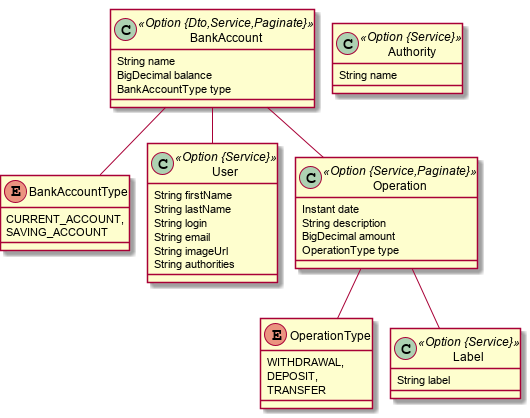 C «Option {Dto,Service,Paginate}»
BankAccount
String name
BigDecimal balance
BankAccountType type
C «Option {Service}»
Authority
String name
E BankAccountType
CURRENT_ACCOUNT,
SAVING_ACCOUNT
C «Option {Service}»
User
String firstName
String lastName
String login
String email
String imageUrl
String authorities
C «Option {Service,Paginate}»
Operation
Instant date
String description
BigDecimal amount
OperationType type
E OperationType
WITHDRAWAL,
DEPOSIT,
TRANSFER
C «Option {Service}»
Label
String label